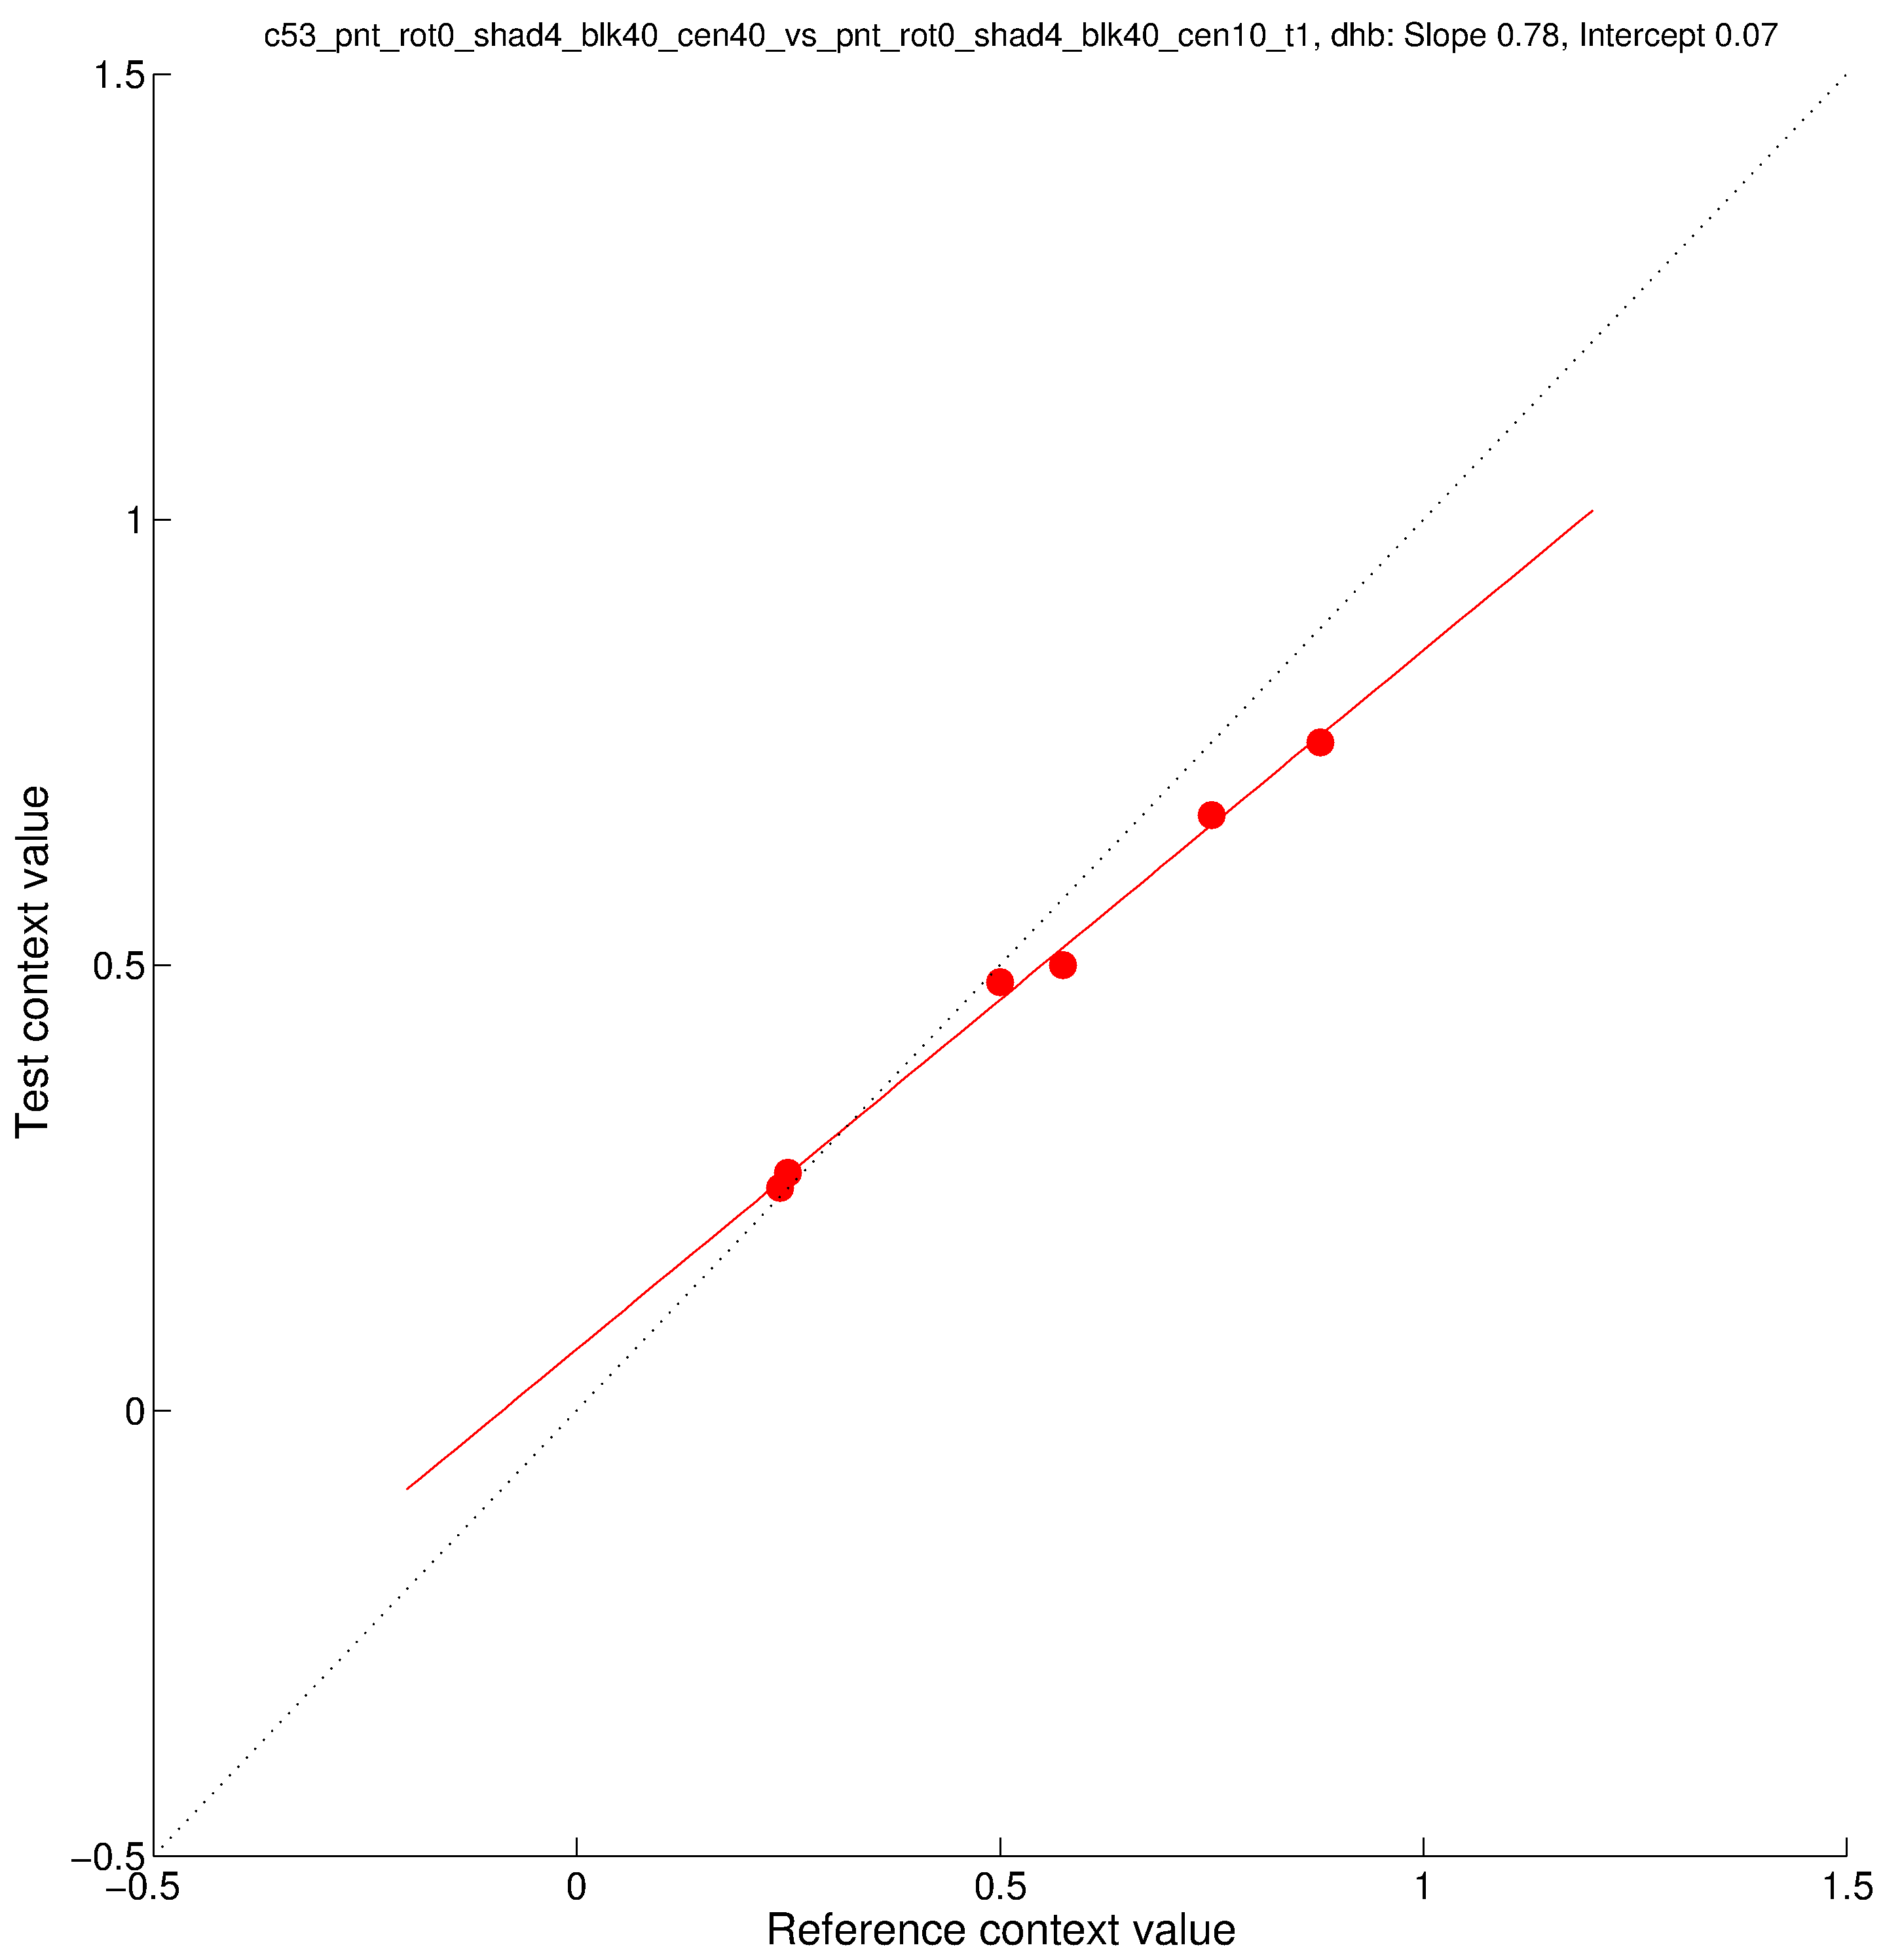 c53_pnt_rot0_shad4_blk40_cen40_vs_pnt_rot0_shad4_blk40_cen10_t1, dhb: Slope 0.78, Intercept 0.07
1.5
1
0.5
0
−0.5
Test context value
−0.5 0 0.5 1 1.5
Reference context value